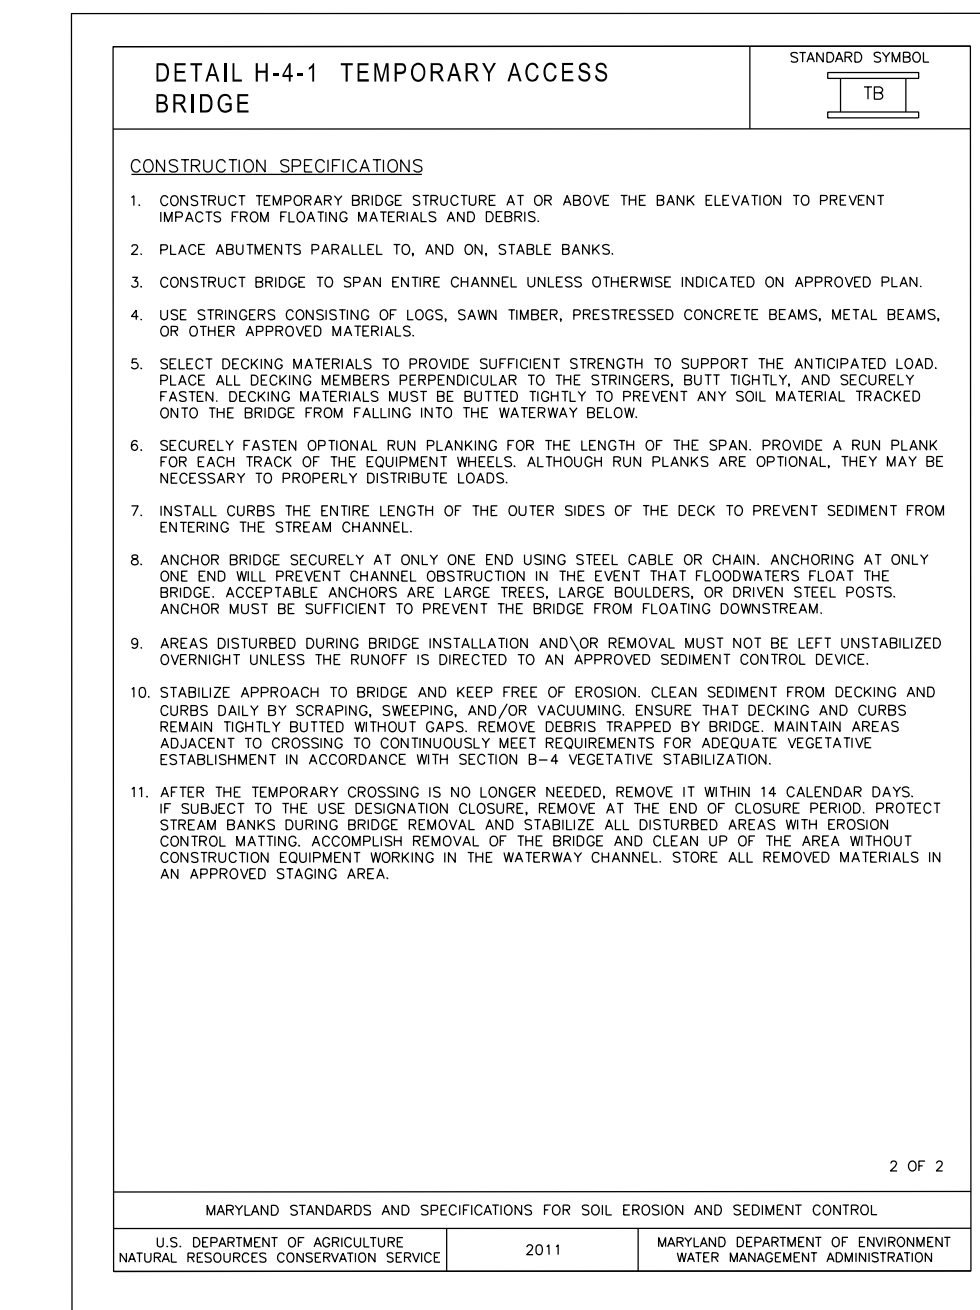 DETAIL H-4-1 TEMPORARY ACCESS
BRIDGE
STANDARD SYMBOL
TB
CONSTRUCTION SPECIFICATIONS
1. CONSTRUCT TEMPORARY BRIDGE STRUCTURE AT OR ABOVE THE BANK ELEVATION TO PREVENT
IMPACTS FROM FLOATING MATERIALS AND DEBRIS.
2. PLACE ABUTMENTS PARALLEL TO, AND ON, STABLE BANKS.
3. CONSTRUCT BRIDGE TO SPAN ENTIRE CHANNEL UNLESS OTHERWISE INDICATED ON APPROVED PLAN.
4. USE STRINGERS CONSISTING OF LOGS, SAWN TIMBER, PRESTRESSED CONCRETE BEAMS, METAL BEAMS,
OR OTHER APPROVED MATERIALS.
5. SELECT DECKING MATERIALS TO PROVIDE SUFFICIENT STRENGTH TO SUPPORT THE ANTICIPATED LOAD.
PLACE ALL DECKING MEMBERS PERPENDICULAR TO THE STRINGERS, BUTT TIGHTLY, AND SECURELY
FASTEN. DECKING MATERIALS MUST BE BUTTED TIGHTLY TO PREVENT ANY SOIL MATERIAL TRACKED
ONTO THE BRIDGE FROM FALLING INTO THE WATERWAY BELOW.
6. SECURELY FASTEN OPTIONAL RUN PLANKING FOR THE LENGTH OF THE SPAN. PROVIDE A RUN PLANK
FOR EACH TRACK OF THE EQUIPMENT WHEELS. ALTHOUGH RUN PLANKS ARE OPTIONAL, THEY MAY BE
NECESSARY TO PROPERLY DISTRIBUTE LOADS.
7. INSTALL CURBS THE ENTIRE LENGTH OF THE OUTER SIDES OF THE DECK TO PREVENT SEDIMENT FROM
ENTERING THE STREAM CHANNEL.
8. ANCHOR BRIDGE SECURELY AT ONLY ONE END USING STEEL CABLE OR CHAIN. ANCHORING AT ONLY
ONE END WILL PREVENT CHANNEL OBSTRUCTION IN THE EVENT THAT FLOODWATERS FLOAT THE
BRIDGE. ACCEPTABLE ANCHORS ARE LARGE TREES, LARGE BOULDERS, OR DRIVEN STEEL POSTS.
ANCHOR MUST BE SUFFICIENT TO PREVENT THE BRIDGE FROM FLOATING DOWNSTREAM.
9. AREAS DISTURBED DURING BRIDGE INSTALLATION AND\OR REMOVAL MUST NOT BE LEFT UNSTABILIZED
OVERNIGHT UNLESS THE RUNOFF IS DIRECTED TO AN APPROVED SEDIMENT CONTROL DEVICE.
10. STABILIZE APPROACH TO BRIDGE AND KEEP FREE OF EROSION. CLEAN SEDIMENT FROM DECKING AND
CURBS DAILY BY SCRAPING, SWEEPING, AND/OR VACUUMING. ENSURE THAT DECKING AND CURBS
REMAIN TIGHTLY BUTTED WITHOUT GAPS. REMOVE DEBRIS TRAPPED BY BRIDGE. MAINTAIN AREAS
ADJACENT TO CROSSING TO CONTINUOUSLY MEET REQUIREMENTS FOR ADEQUATE VEGETATIVE
ESTABLISHMENT IN ACCORDANCE WITH SECTION B-4 VEGETATIVE STABILIZATION.
11. AFTER THE TEMPORARY CROSSING IS NO LONGER NEEDED, REMOVE IT WITHIN 14 CALENDAR DAYS.
IF SUBJECT TO THE USE DESIGNATION CLOSURE, REMOVE AT THE END OF CLOSURE PERIOD. PROTECT
STREAM BANKS DURING BRIDGE REMOVAL AND STABILIZE ALL DISTURBED AREAS WITH EROSION
CONTROL MATTING. ACCOMPLISH REMOVAL OF THE BRIDGE AND CLEAN UP OF THE AREA WITHOUT
CONSTRUCTION EQUIPMENT WORKING IN THE WATERWAY CHANNEL. STORE ALL REMOVED MATERIALS IN
AN APPROVED STAGING AREA.
2 OF 2
MARYLAND STANDARDS AND SPECIFICATIONS FOR SOIL EROSION AND SEDIMENT CONTROL
U.S. DEPARTMENT OF AGRICULTURE
NATURAL RESOURCES CONSERVATION SERVICE
2011
MARYLAND DEPARTMENT OF ENVIRONMENT
WATER MANAGEMENT ADMINISTRATION